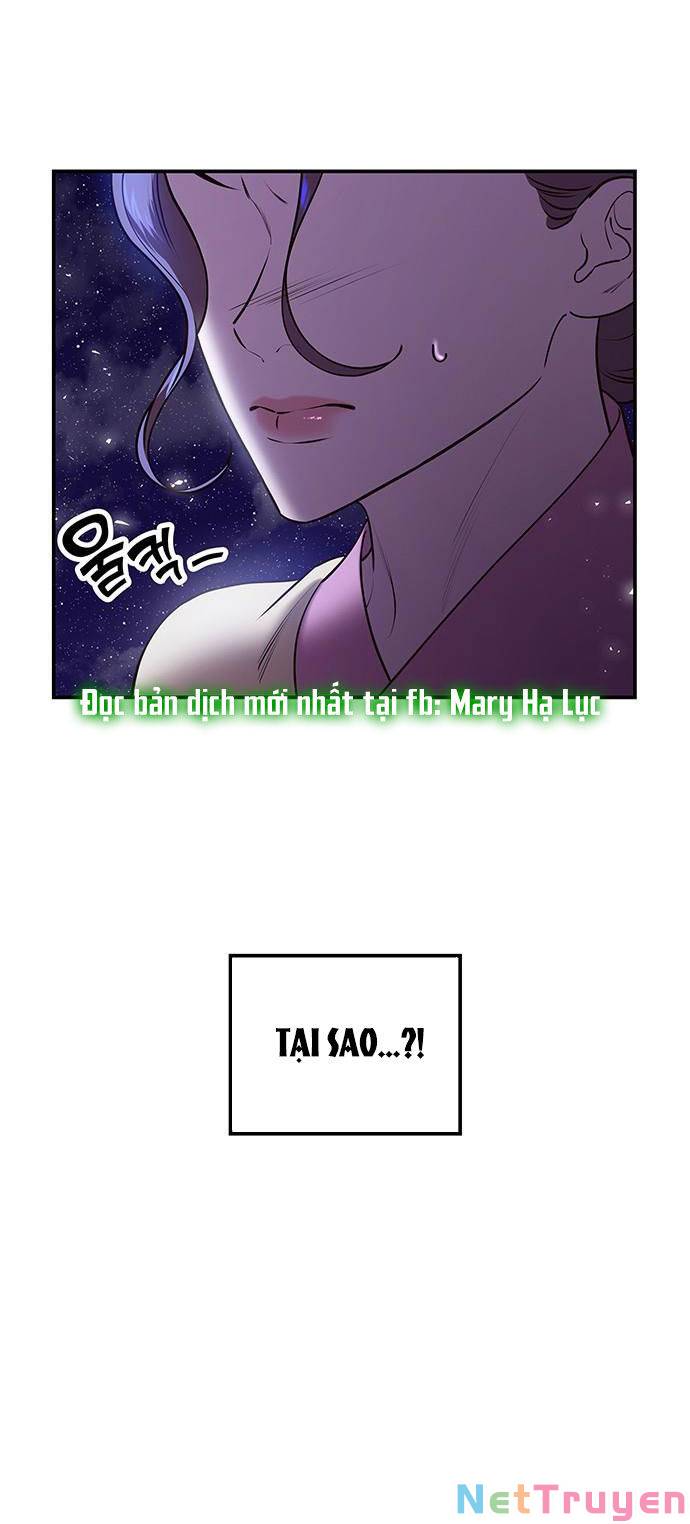 울컥~
Đọc bản dịch mới nhất tại fb: Mary Hạ Lục
TẠI SAO...?!
NetTruyen